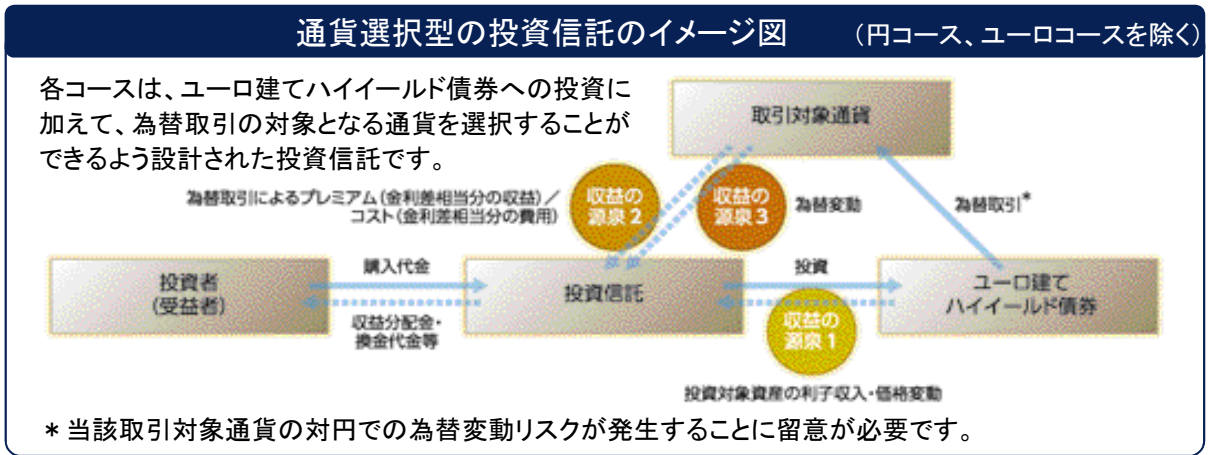 通貨選択型の投資信託のイメージ図 (円コース、ユーロコースを除く)
各コースは、ユーロ建てハイイールド債券への投資に
加えて、為替取引の対象となる通貨を選択することが
できるよう設計された投資信託です。
取引対象通貨
為替取引によるプレミアム(金利差相当分の収益)/
コスト(金利差相当分の費用)
収益の
源泉2
収益の
源泉3
為替変動
為替取引*
投資者
(受益者)
購入代金
収益分配金・
換金代金等
投資信託
投資
収益の
源泉1
ユーロ建て
ハイイールド債券
投資対象資産の利子収入・価格変動
* 当該取引対象通貨の対円での為替変動リスクが発生することに留意が必要です。